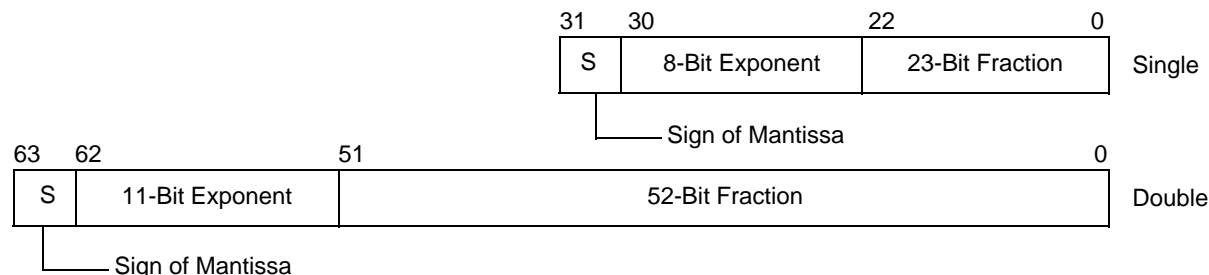 31 30 22 0
S 8-Bit Exponent 23-Bit Fraction Single
Sign of Mantissa
63 62 51 0
S 11-Bit Exponent 52-Bit Fraction Double
Sign of Mantissa